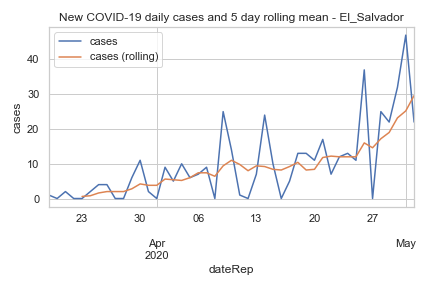 New COVID-19 daily cases and 5 day rolling mean - El_Salvador
cases
cases (rolling)
cases
40
30
20
10
0
23
30
06
13
20
27
Apr
2020
May
dateRep